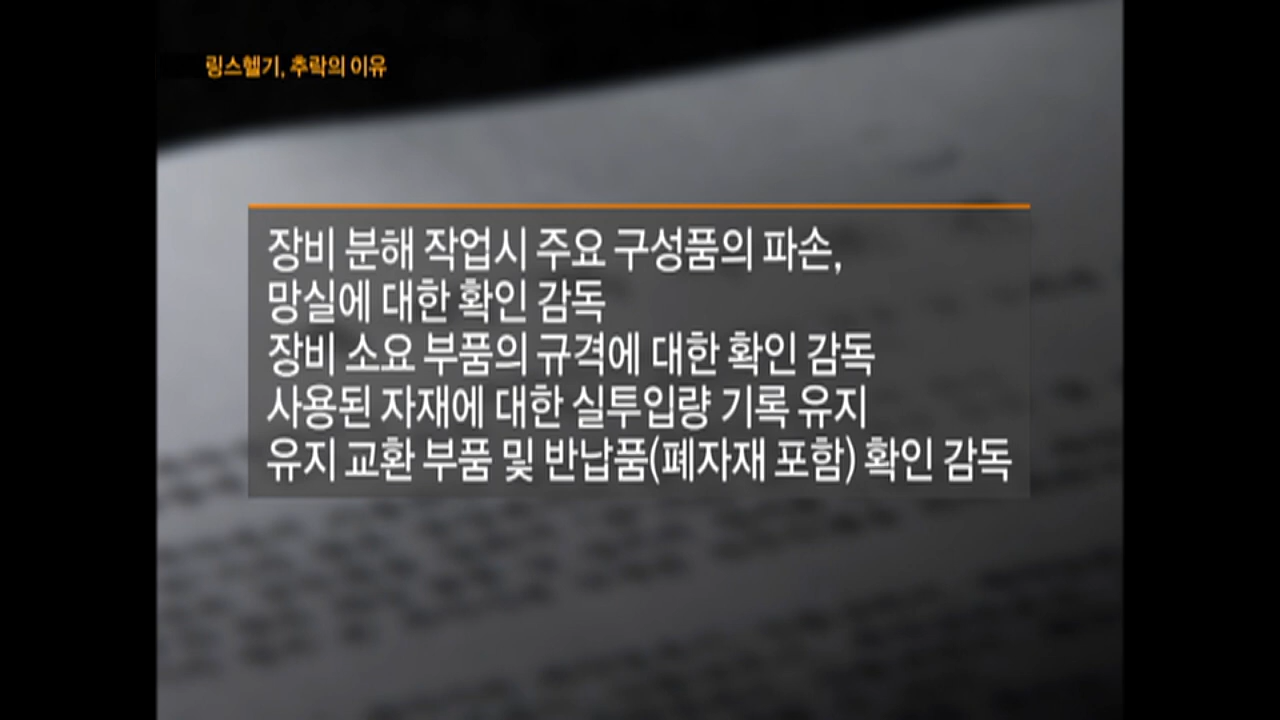 링스헬기, 추락의 이유
장비 분해 작업시 주요 구성품의 파손,
망실에 대한 확인 감독
장비 소요 부품의 규격에 대한 확인 감독
사용된 자재에 대한 실투입량 기록 유지
유지 교환 부품 및 반납품(폐자재 포함) 확인 감독